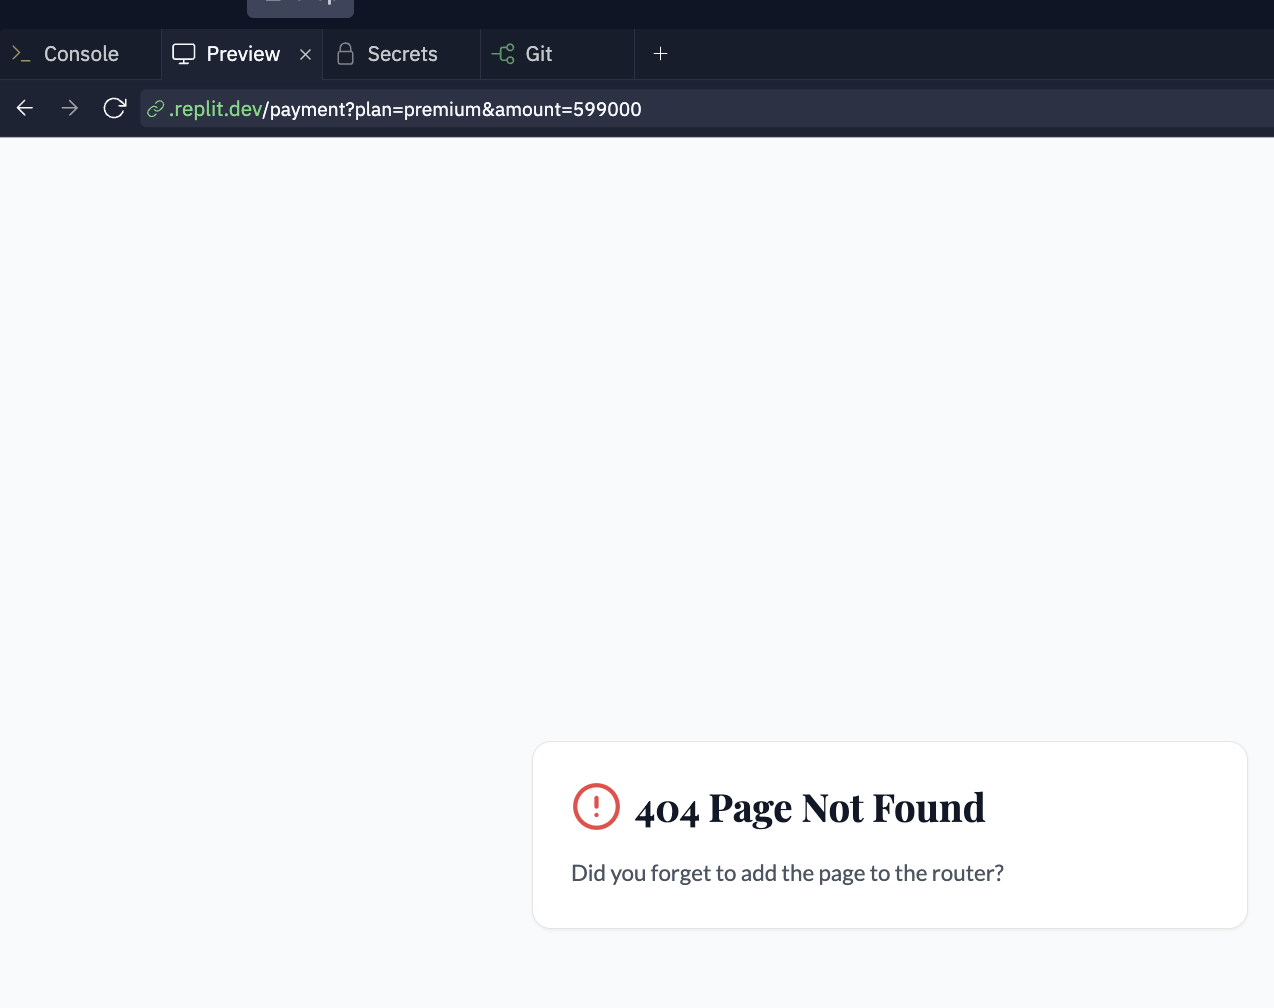 Console
Preview
Secrets
Git
.replit.dev/payment?plan=premium&amount=599000
404 Page Not Found
Did you forget to add the page to the router?